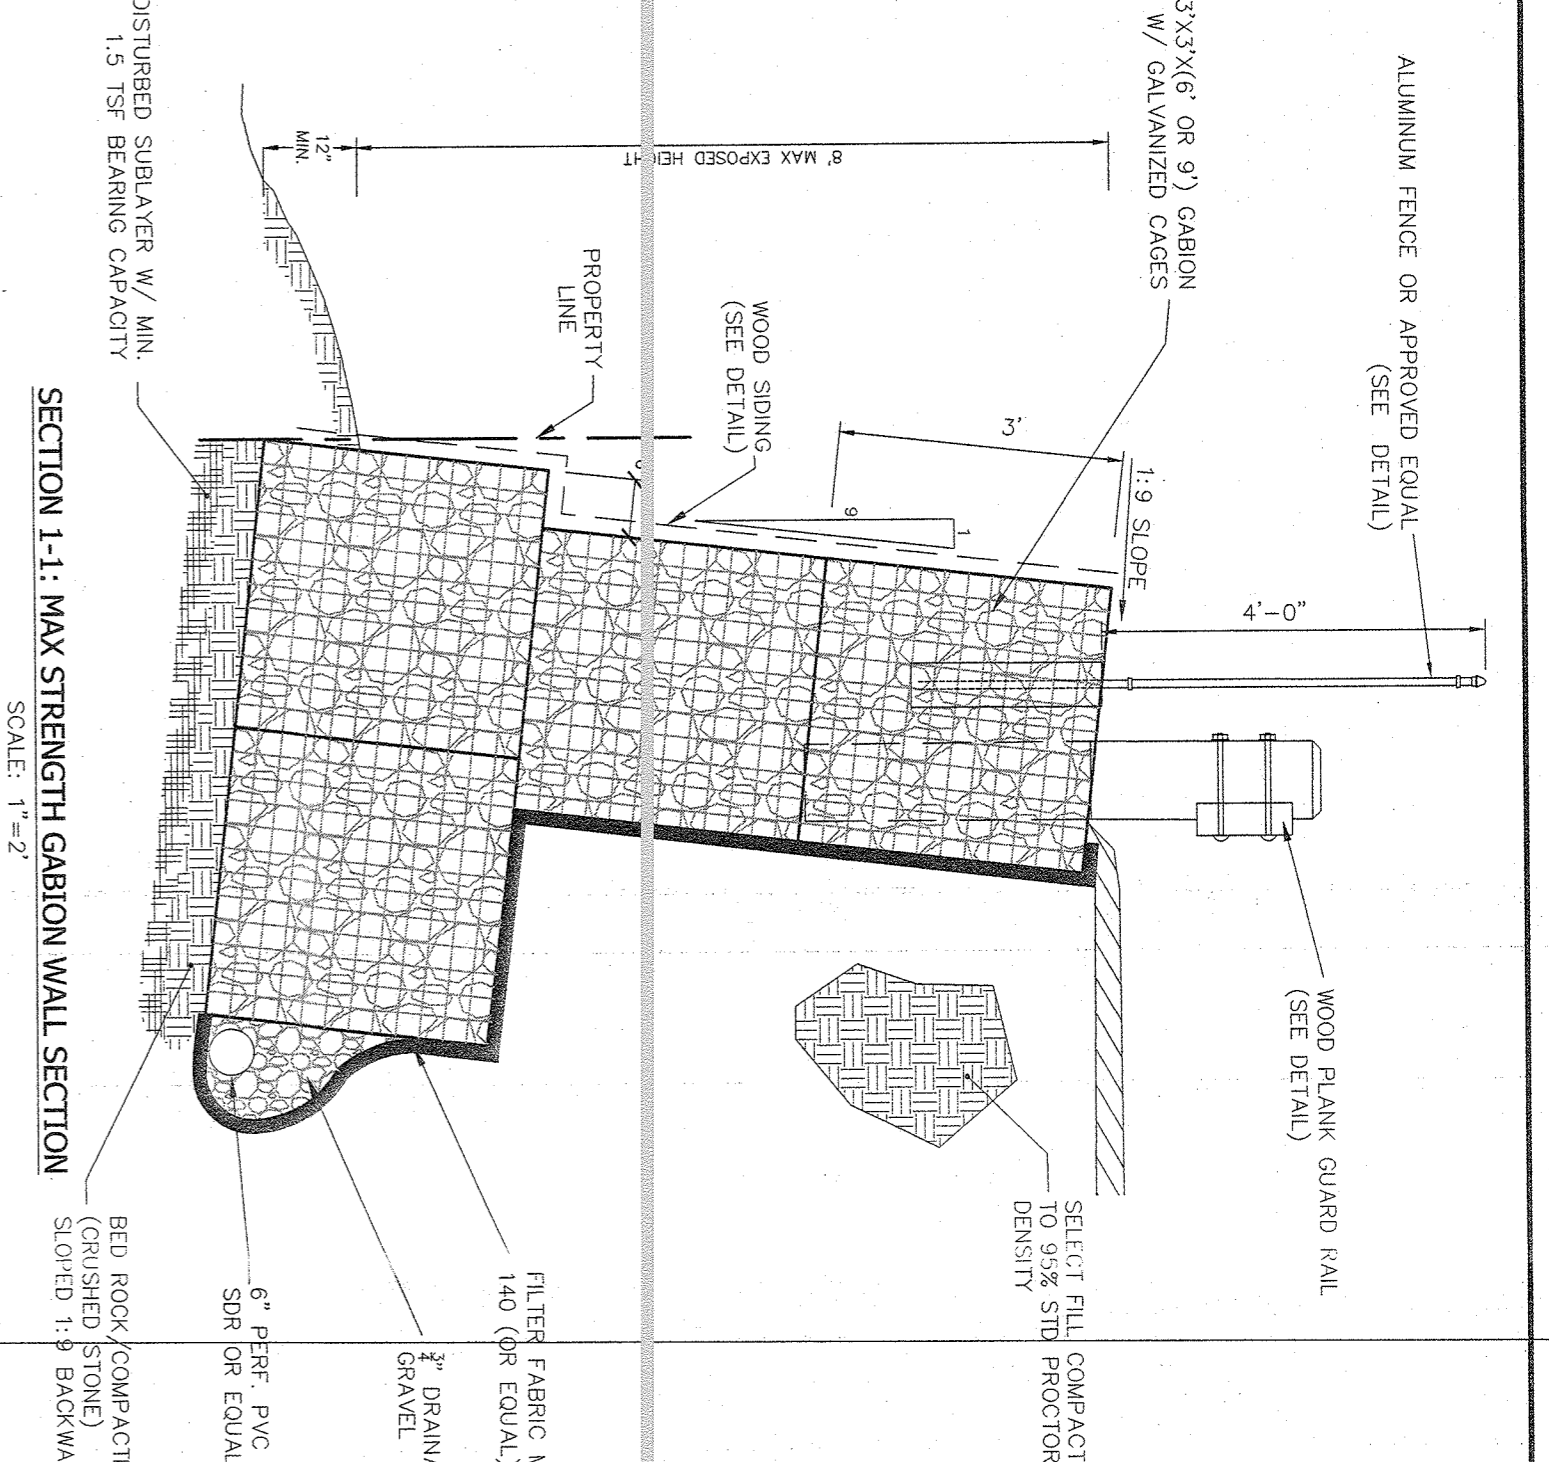 ALUMINUM FENCE OR APPROVED EQUAL
(SEE DETAIL)
4'-0"
WOOD PLANK GUARD RAIL
(SEE DETAIL)
3'X3'X(6' OR 9') GABION
W/ GALVANIZED CAGES
1:9 SLOPE
3'
1
9
8' MAX EXPOSED HEIGHT
12"
MIN.
WOOD SIDING
(SEE DETAIL)
PROPERTY
LINE
SELECT FILL COMPACT
TO 95% STD PROCTOR
DENSITY
FILTER FABRIC
140 (OR EQUAL)
3/4" DRAINA
GRAVEL
6" PERF. PVC
SDR OR EQUAL
BED ROCK/COMPACT
(CRUSHED STONE)
SLOPED 1:9 BACKWA
DISTURBED SUBLAYER W/ MIN.
1.5 TSF BEARING CAPACITY
SECTION 1-1: MAX STRENGTH GABION WALL SECTION
SCALE: 1"=2'